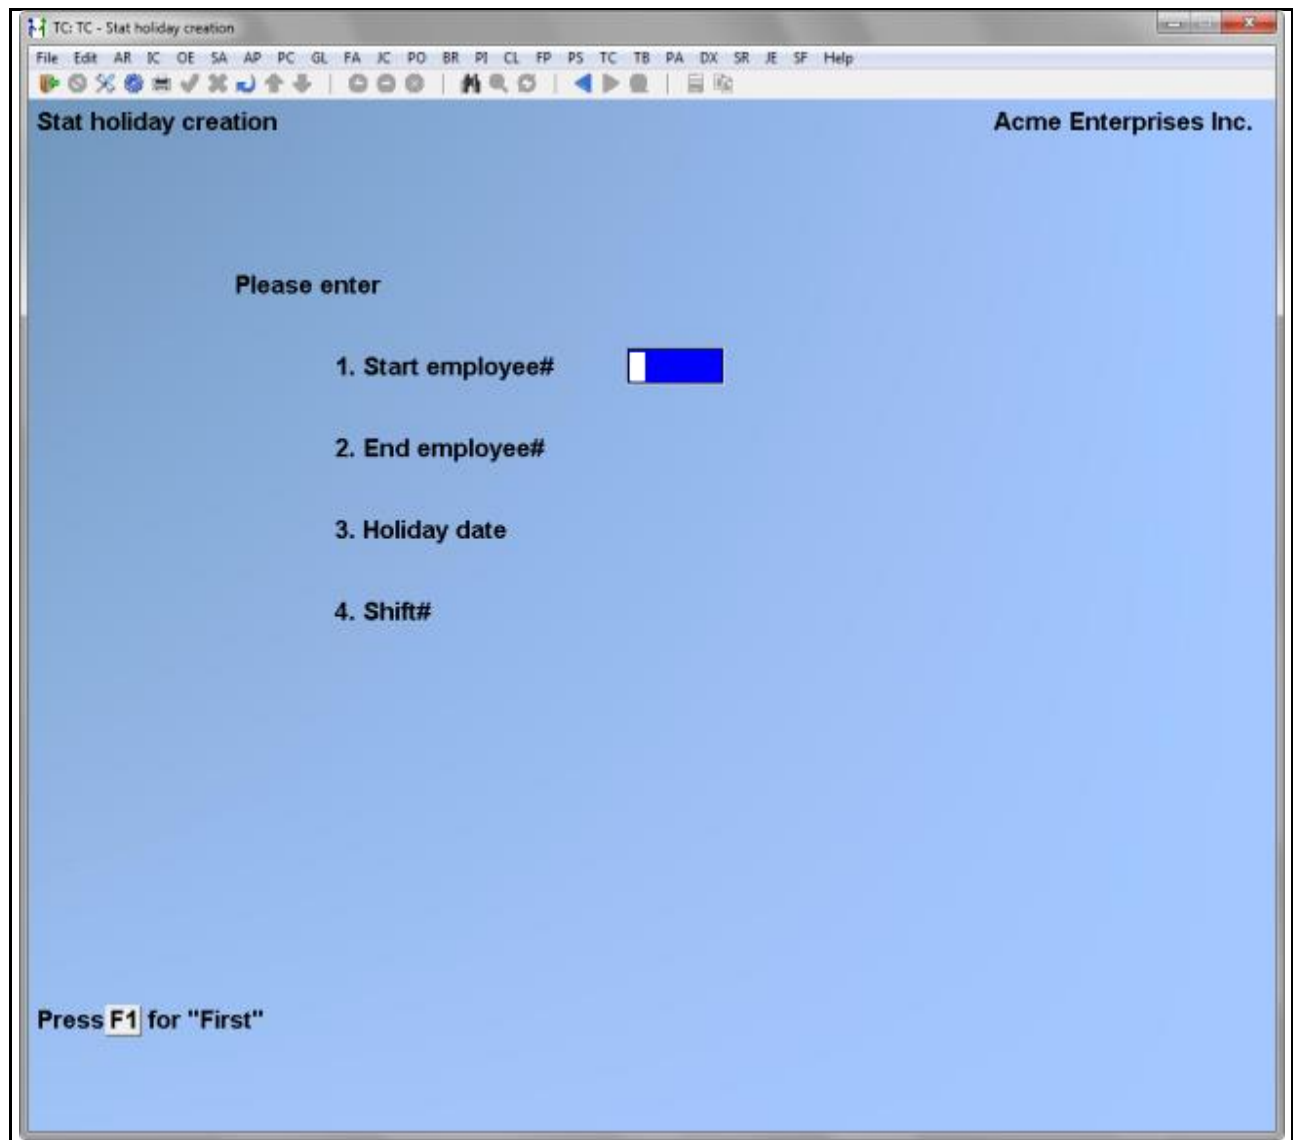 TC: TC - Stat holiday creation
File Edit AR IC OE SA AP PC GL FA JC PO BR PI CL FP PS TC TB PA DX SR JE SF Help
Stat holiday creation Acme Enterprises Inc.
Please enter
1. Start employee#
2. End employee#
3. Holiday date
4. Shift#
Press F1 for "First"